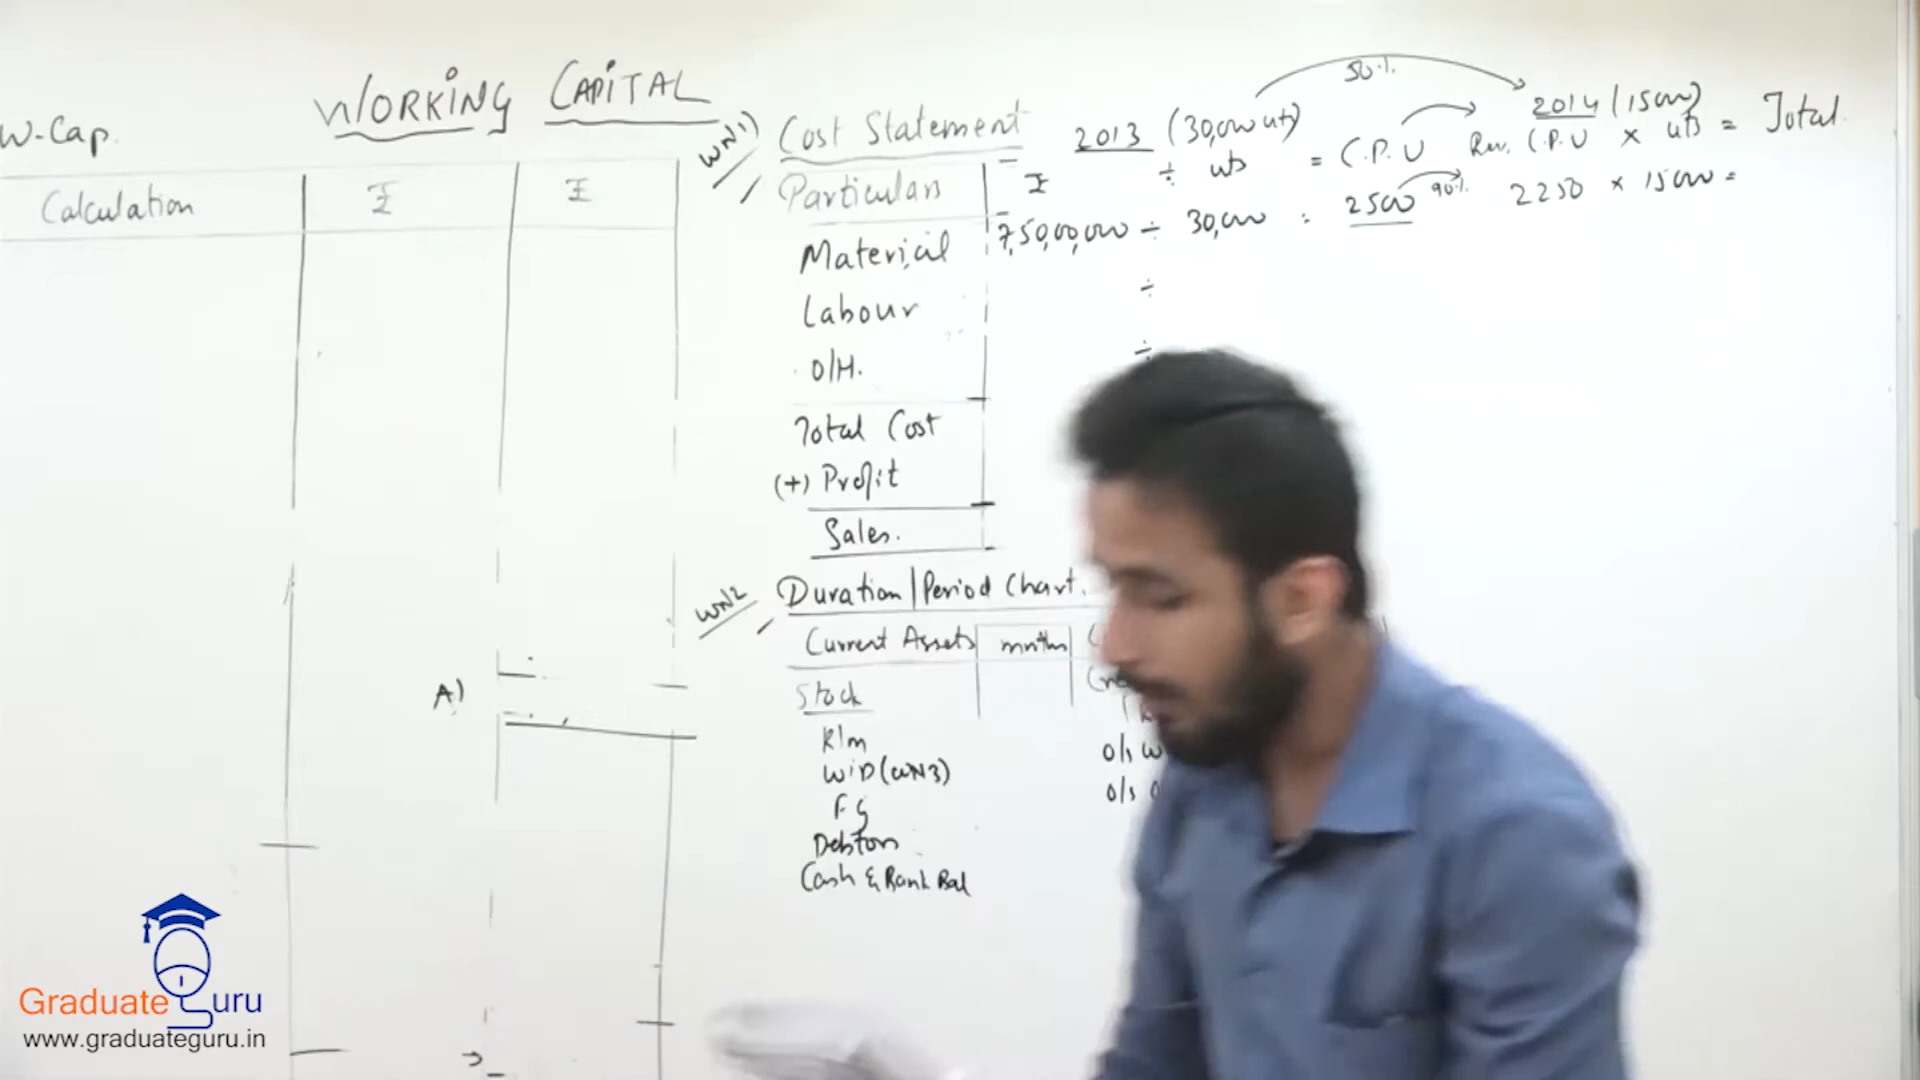 WORKING CAPITAL
W-Cap.
Calculation ₹ ₹
A)
WN1) Cost Statement
50%
2013 (30,000 uts) 2014 (15000)
Particulars ₹ ÷ uts = C.P.U Rev. C.P.U × uts = Total
Material 7,50,00,000 ÷ 30,000 = 2500 90% 2250 × 15000 =
Labour ÷
O/H. ÷
Total Cost
(+) Profit
Sales.
WN2 Duration|Period Chart.
Current Assets months
Stock
R/m
WIP (WN3) o/s w
FG o/s o
Debtors
Cash & Bank Bal
Graduate Guru
www.graduateguru.in